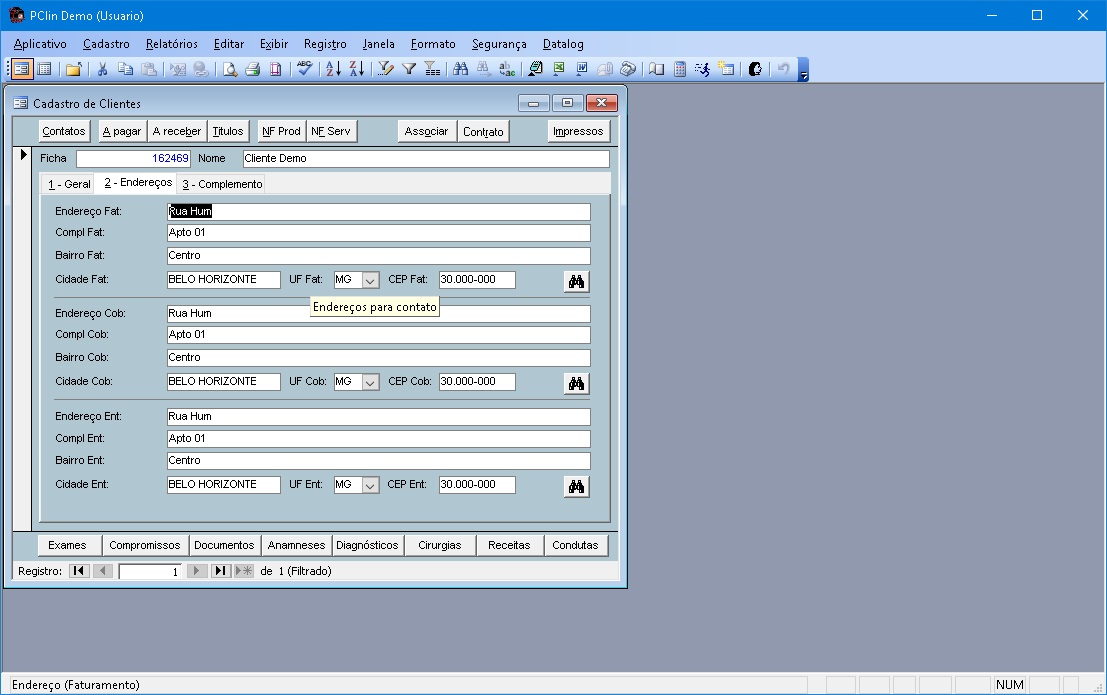 PClin Demo (Usuario)
Aplicativo Cadastro Relatórios Editar Exibir Registro Janela Formato Segurança Datalog
Cadastro de Clientes
Contatos A pagar A receber Titulos NF Prod NF Serv Associar Contrato Impressos
Ficha 162469 Nome Cliente Demo
1 - Geral 2 - Endereços 3 - Complemento
Endereço Fat: Rua Hum
Compl Fat: Apto 01
Bairro Fat: Centro
Cidade Fat: BELO HORIZONTE UF Fat: MG CEP Fat: 30.000-000
Endereços para contato
Endereço Cob: Rua Hum
Compl Cob: Apto 01
Bairro Cob: Centro
Cidade Cob: BELO HORIZONTE UF Cob: MG CEP Cob: 30.000-000
Endereço Ent: Rua Hum
Compl Ent: Apto 01
Bairro Ent: Centro
Cidade Ent: BELO HORIZONTE UF Ent: MG CEP Ent: 30.000-000
Exames Compromissos Documentos Anamneses Diagnósticos Cirurgias Receitas Condutas
Registro: 1 de 1 (Filtrado)
Endereço (Faturamento) NUM